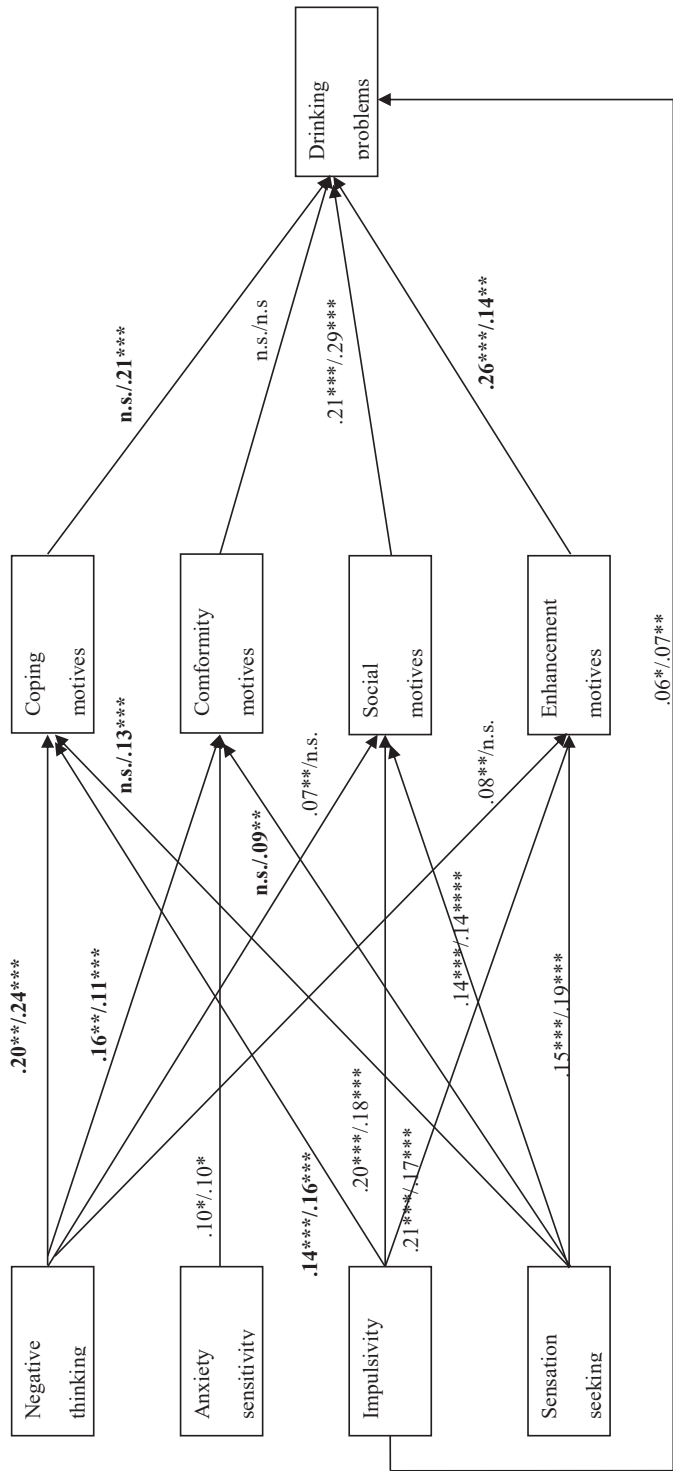 Negative
thinking
Anxiety
sensitivity
Impulsivity
Sensation
seeking
.20**/.24***
.16**/.11***
.10*/.10*
.14***/.16***
.20***/.18***
.21***/.17***
.14***/.14****
.15***/.19***
n.s./.13***
n.s./.09**
.07**/n.s.
.08**/n.s.
Coping
motives
Comformity
motives
Social
motives
Enhancement
motives
n.s./.21***
n.s./n.s
.21***/.29***
.26***/.14**
.06*/.07**
Drinking
problems